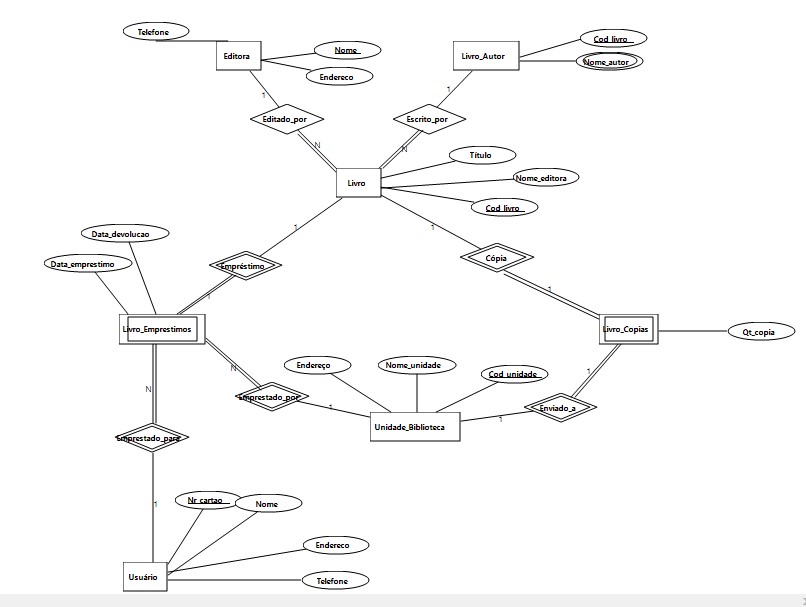 Telefone
Editora
Nome
Endereco
Livro_Autor
Cod_livro
Nome_autor
1
1
Editado_por
Escrito_por
N
N
Livro
Título
Nome_editora
Cod_livro
1
1
Data_devolucao
Data_emprestimo
Empréstimo
Cópia
1
1
Livro_Emprestimos
Livro_Copias
Qt_copia
N
N
Endereço
Nome_unidade
Cod_unidade
1
Emprestado_por
1
Enviado_a
1
Unidade_Biblioteca
Emprestado_para
1
Nr_cartao
Nome
Endereco
Usuário
Telefone